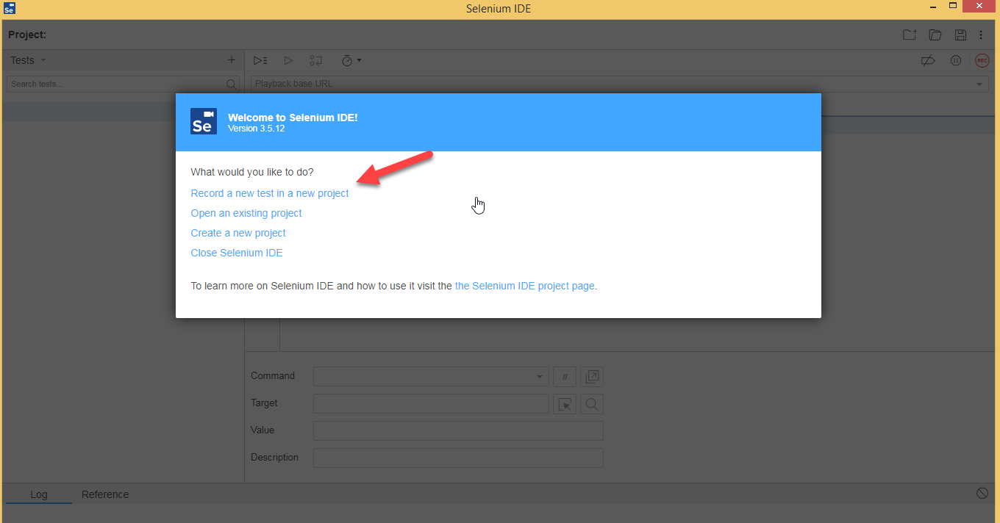 Se
Selenium IDE
Project:
Tests
Search tests...
Playback base URL
REC
Se
Welcome to Selenium IDE!
Version 3.5.12
What would you like to do?
Record a new test in a new project
Open an existing project
Create a new project
Close Selenium IDE
To learn more on Selenium IDE and how to use it visit the the Selenium IDE project page.
Command
//
Target
Value
Description
Log
Reference